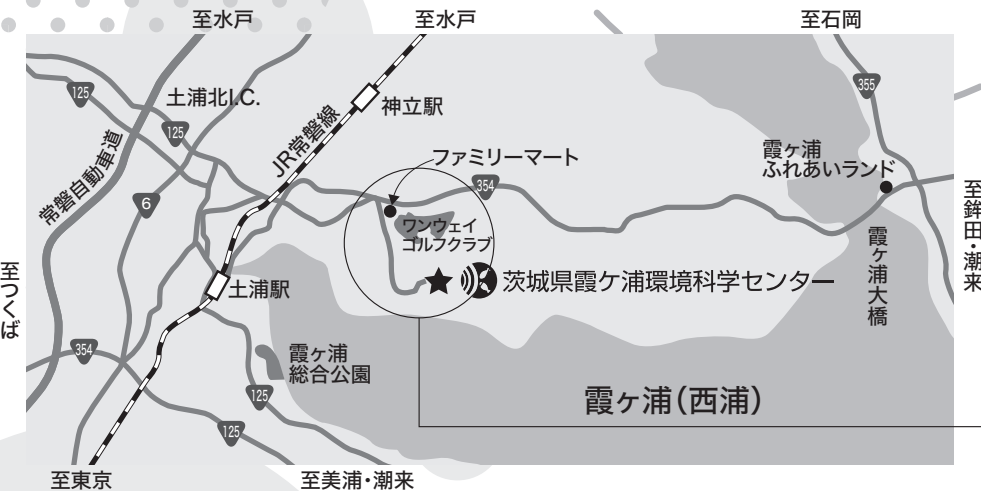 至水戸
至水戸
至石岡
125
土浦北I.C.
125
JR常磐線
神立駅
355
常磐自動車道
6
ファミリーマート
354
霞ヶ浦
ふれあいランド
ワンウェイ
ゴルフクラブ
至鉾田・潮来
霞ヶ浦大橋
至つくば
土浦駅
茨城県霞ケ浦環境科学センター
354
霞ヶ浦
総合公園
125
霞ヶ浦(西浦)
125
至東京
至美浦・潮来